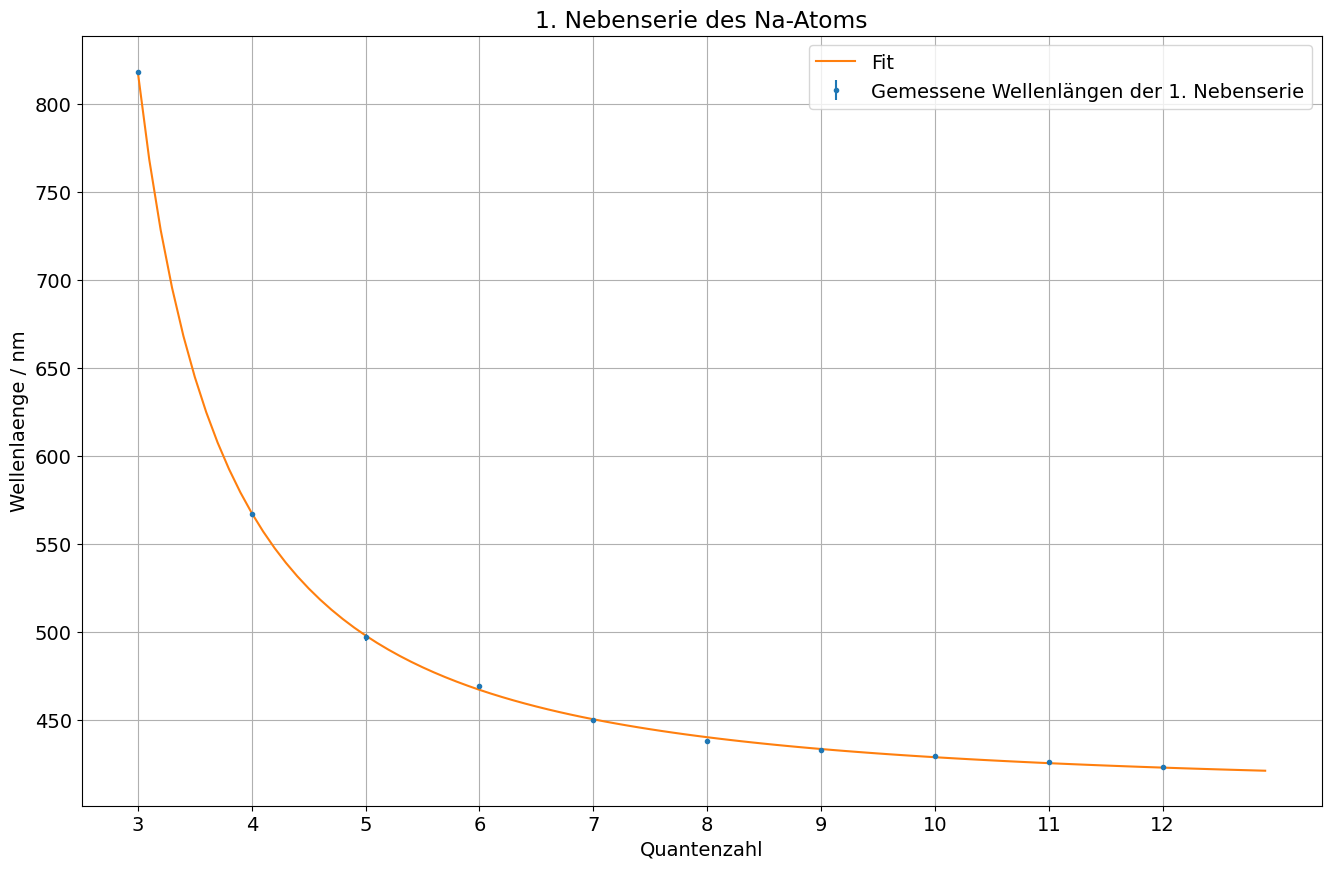 1. Nebenserie des Na-Atoms
Fit
Gemessene Wellenlängen der 1. Nebenserie
Wellenlaenge / nm
800
750
700
650
600
550
500
450
3 4 5 6 7 8 9 10 11 12
Quantenzahl